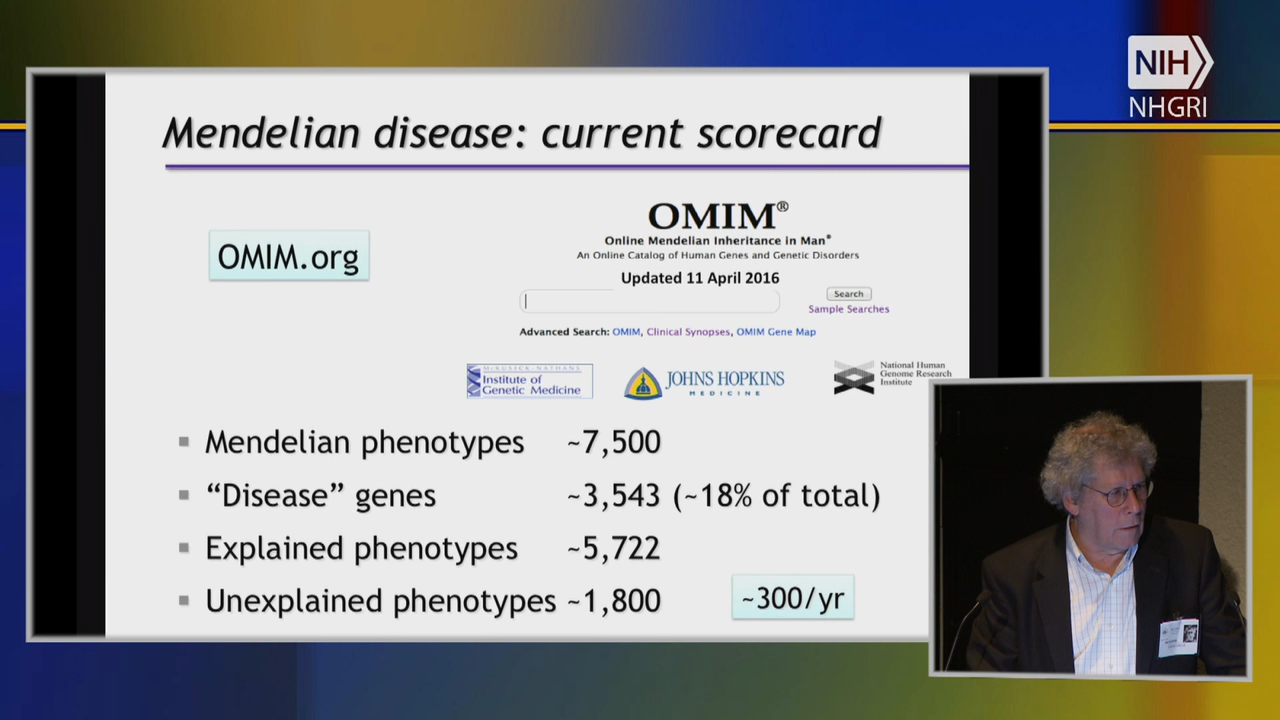 NIH
NHGRI
Mendelian disease: current scorecard
OMIM.org
OMIM®
Online Mendelian Inheritance in Man®
An Online Catalog of Human Genes and Genetic Disorders
Updated 11 April 2016
Search
Sample Searches
Advanced Search: OMIM, Clinical Synopses, OMIM Gene Map
McKUSICK-NATHANS
Institute of
Genetic Medicine
JOHNS HOPKINS
MEDICINE
National Human
Genome Research
Institute
▪ Mendelian phenotypes ~7,500
▪ “Disease” genes ~3,543 (~18% of total)
▪ Explained phenotypes ~5,722
▪ Unexplained phenotypes ~1,800
~300/yr